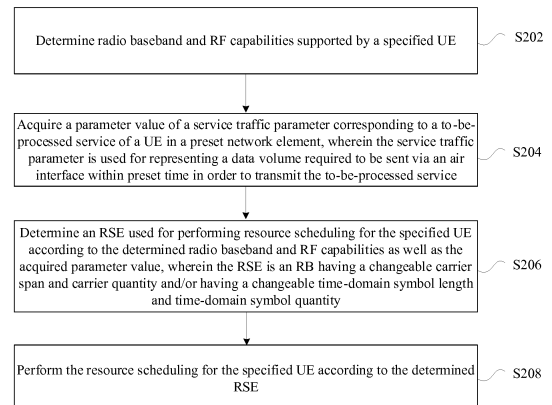 Determine radio baseband and RF capabilities supported by a specified UE
S202
Acquire a parameter value of a service traffic parameter corresponding to a to-be-
processed service of a UE in a preset network element, wherein the service traffic
parameter is used for representing a data volume required to be sent via an air
interface within preset time in order to transmit the to-be-processed service
S204
Determine an RSE used for performing resource scheduling for the specified UE
according to the determined radio baseband and RF capabilities as well as the
acquired parameter value, wherein the RSE is an RB having a changeable carrier
span and carrier quantity and/or having a changeable time-domain symbol length
and time-domain symbol quantity
S206
Perform the resource scheduling for the specified UE according to the determined
RSE
S208